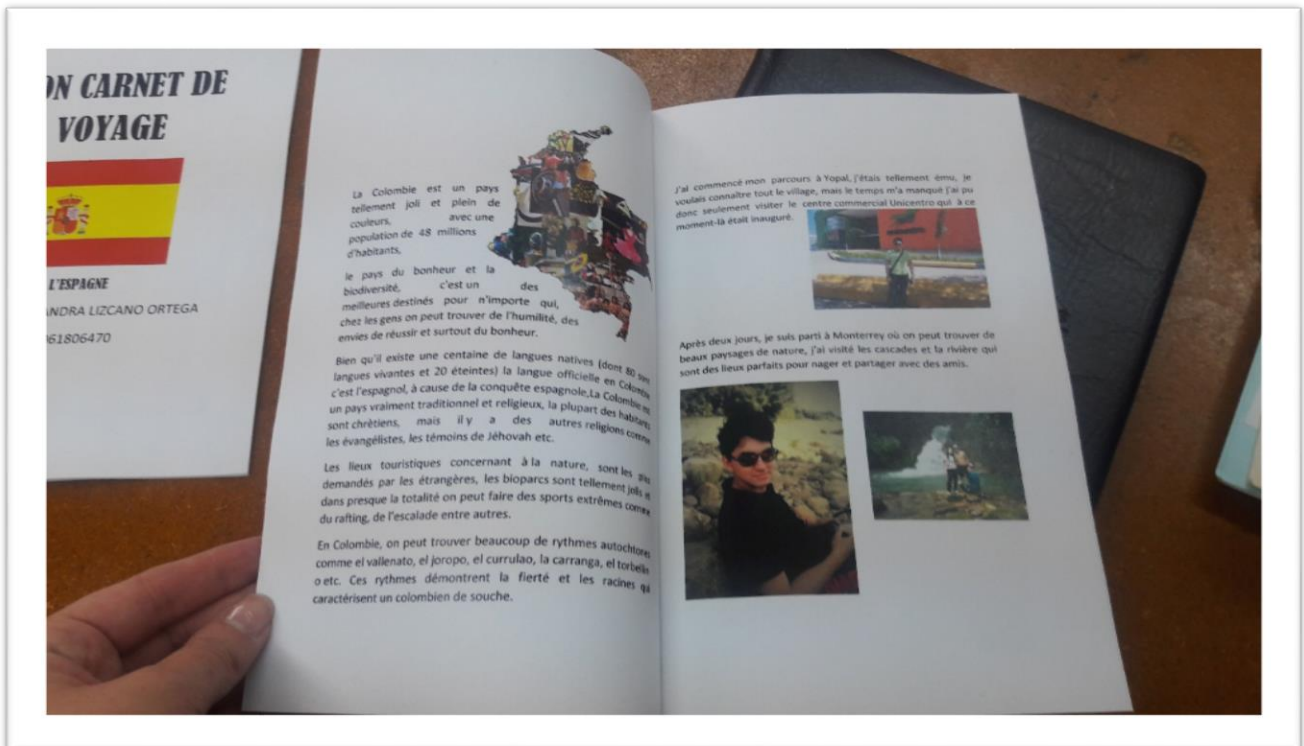 ON CARNET DE
VOYAGE
L'ESPAGNE
ANDRA LIZCANO ORTEGA
61806470
La Colombie est un pays
tellement joli et plein de
couleurs, avec une
population de 48 millions
d'habitants,
le pays du bonheur et la
biodiversité, c'est un des
meilleures destinés pour n'importe qui,
chez les gens on peut trouver de l'humilité, des
envies de réussir et surtout du bonheur.
Bien qu'il existe une centaine de langues natives (dont 80 sont
langues vivantes et 20 éteintes) la langue officielle en Colombie
c'est l'espagnol, à cause de la conquête espagnole,La Colombie est
un pays vraiment traditionnel et religieux, la plupart des habitants
sont chrétiens, mais il y a des autres religions comme
les évangélistes, les témoins de Jéhovah etc.
Les lieux touristiques concernant à la nature, sont les plus
demandés par les étrangères, les bioparcs sont tellement jolis et
dans presque la totalité on peut faire des sports extrêmes comme
du rafting, de l'escalade entre autres.
En Colombie, on peut trouver beaucoup de rythmes autochtones
comme el vallenato, el joropo, el currulao, la carranga, el torbellin
o etc. Ces rythmes démontrent la fierté et les racines qui
caractérisent un colombien de souche.
J'ai commencé mon parcours à Yopal, j'étais tellement ému, je
voulais connaître tout le village, mais le temps m'a manqué j'ai pu
donc seulement visiter le centre commercial Unicentro qui à ce
moment-là était inauguré.
Après deux jours, je suis parti à Monterrey où on peut trouver de
beaux paysages de nature, j'ai visité les cascades et la rivière qui
sont des lieux parfaits pour nager et partager avec des amis.